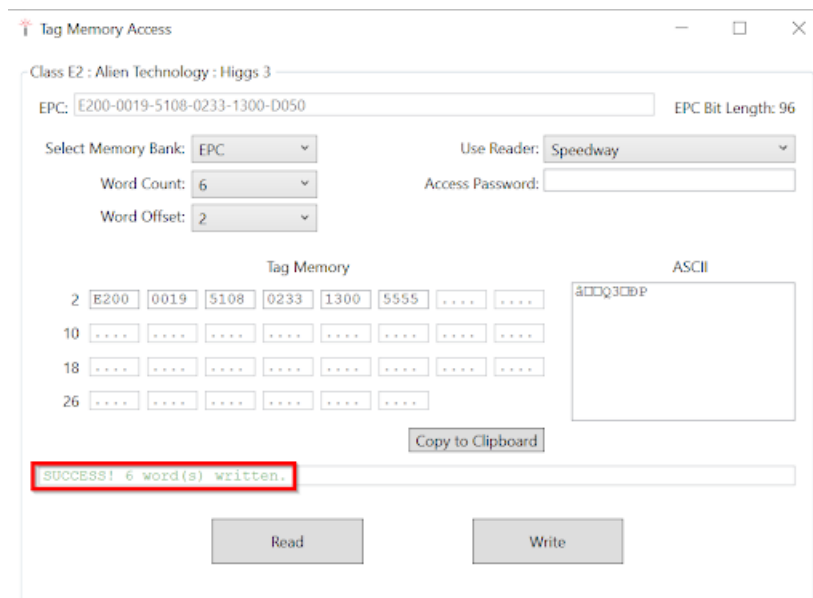 Tag Memory Access
Class E2 : Alien Technology : Higgs 3
EPC: E200-0019-5108-0233-1300-D050 EPC Bit Length: 96
Select Memory Bank: EPC Use Reader: Speedway
Word Count: 6 Access Password:
Word Offset: 2
Tag Memory ASCII
2 E200 0019 5108 0233 1300 5555 .... ....
â□□Q3□ÐP
10 .... .... .... .... .... .... .... ....
18 .... .... .... .... .... .... .... ....
26 .... .... .... .... .... ....
Copy to Clipboard
SUCCESS! 6 word(s) written.
Read Write